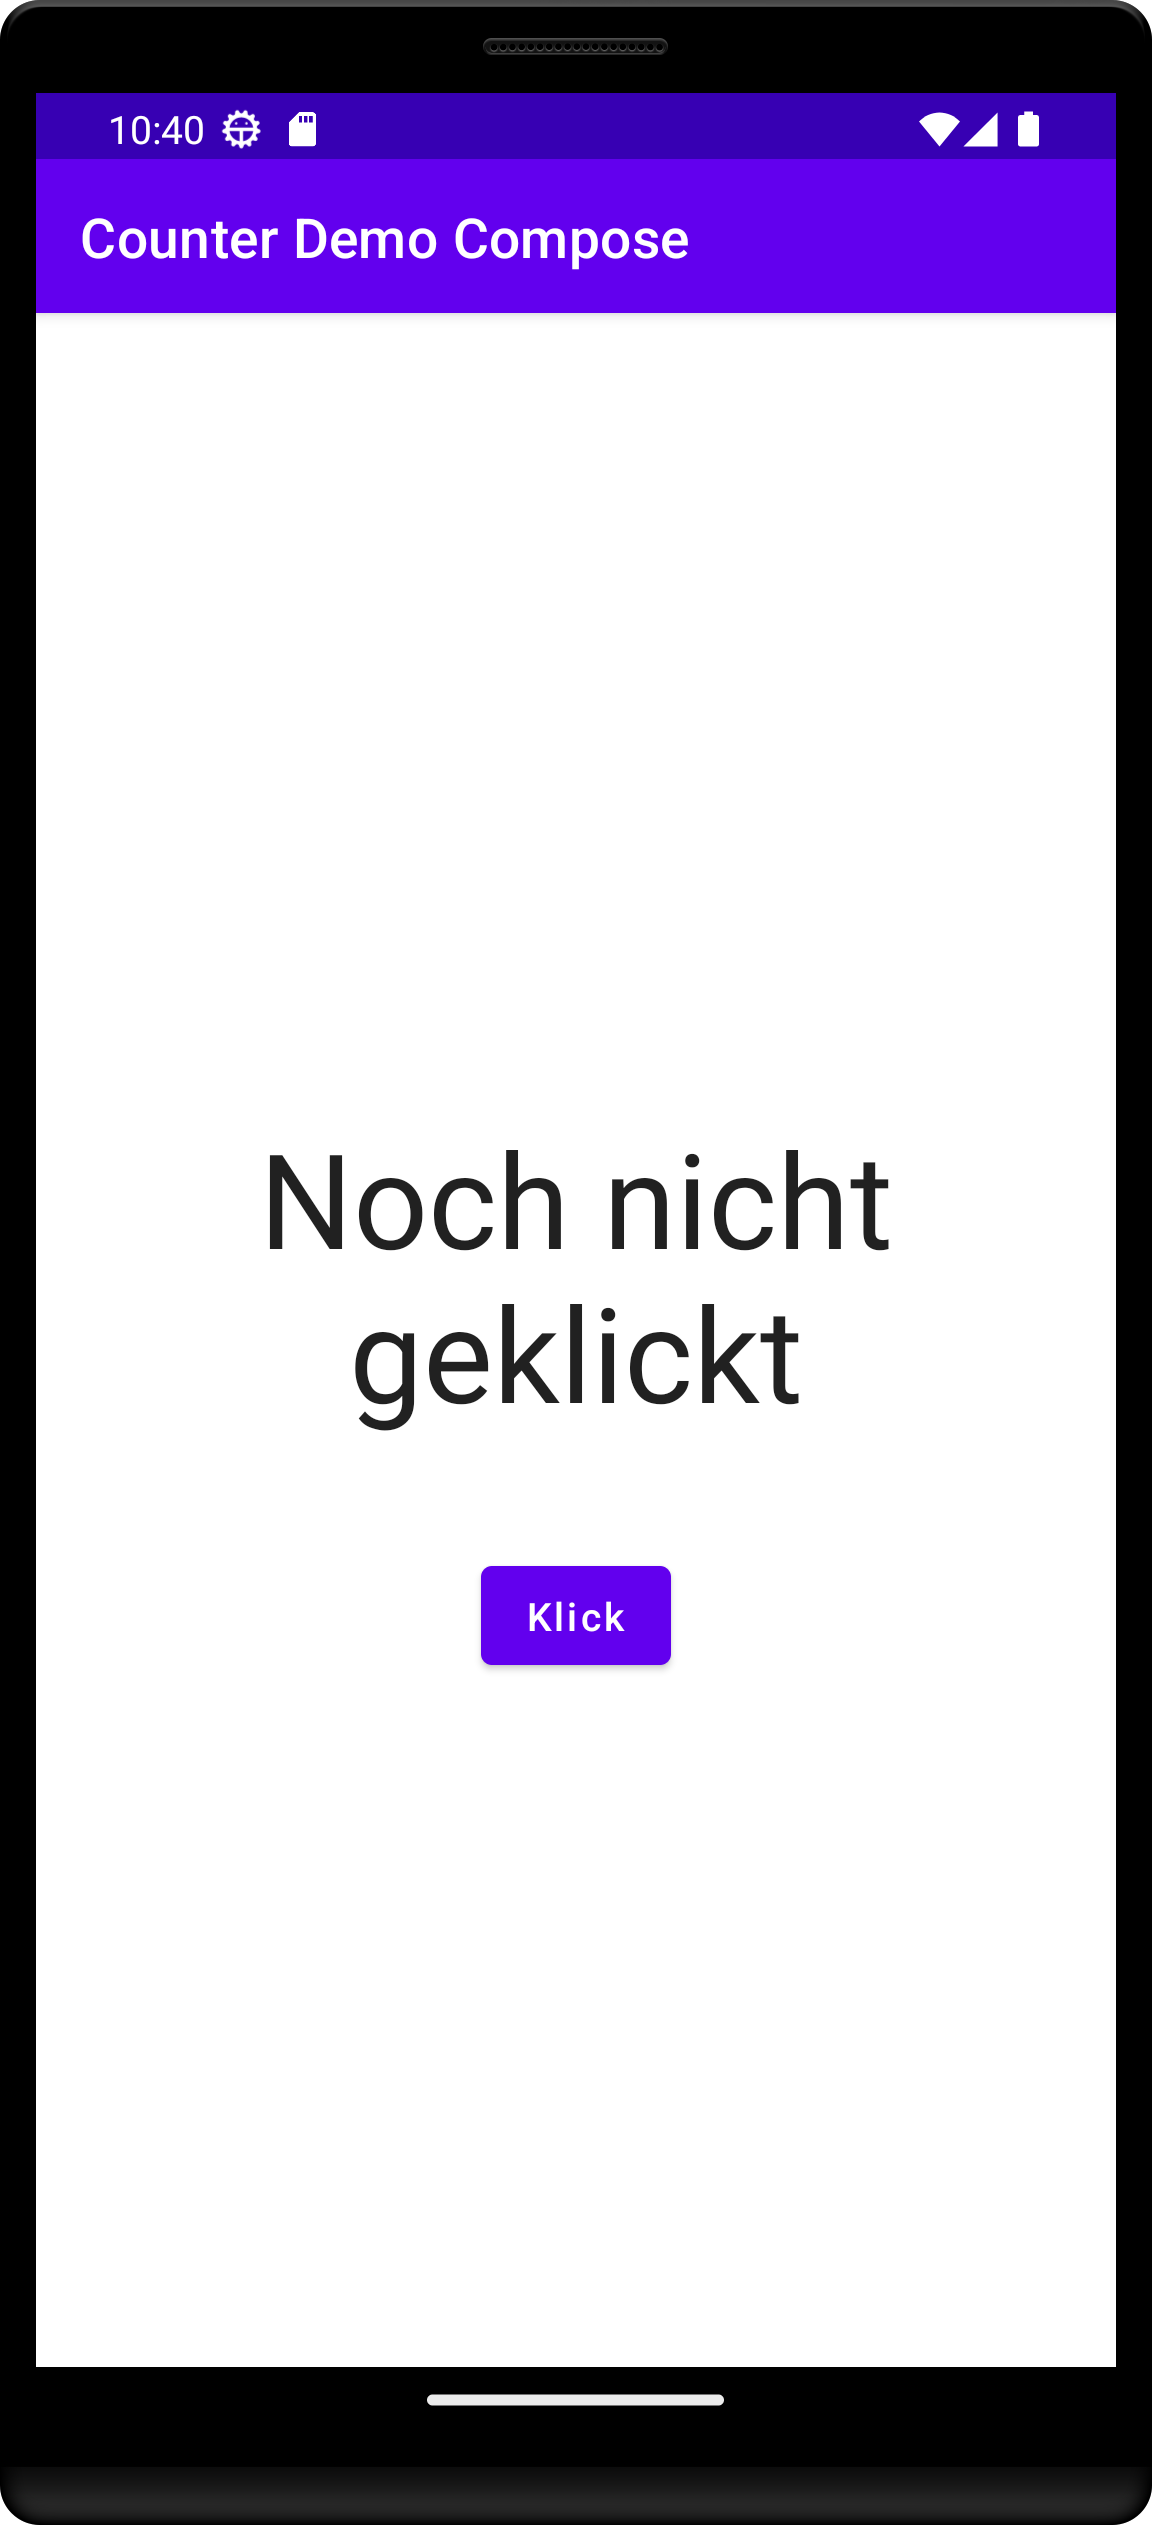 10:40
Counter Demo Compose
Noch nicht
geklickt
Klick